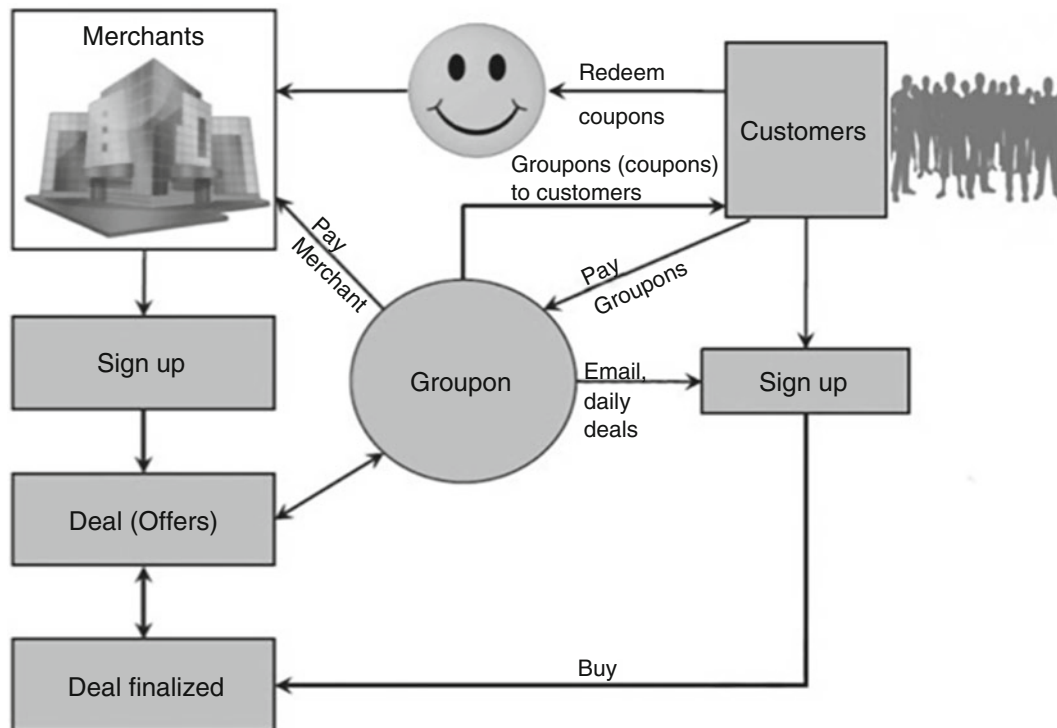 Merchants
Redeem
coupons
Customers
Groupons (coupons)
to customers
Pay
Merchant
Pay
Groupons
Sign up
Groupon
Email,
daily
deals
Sign up
Deal (Offers)
Buy
Deal finalized